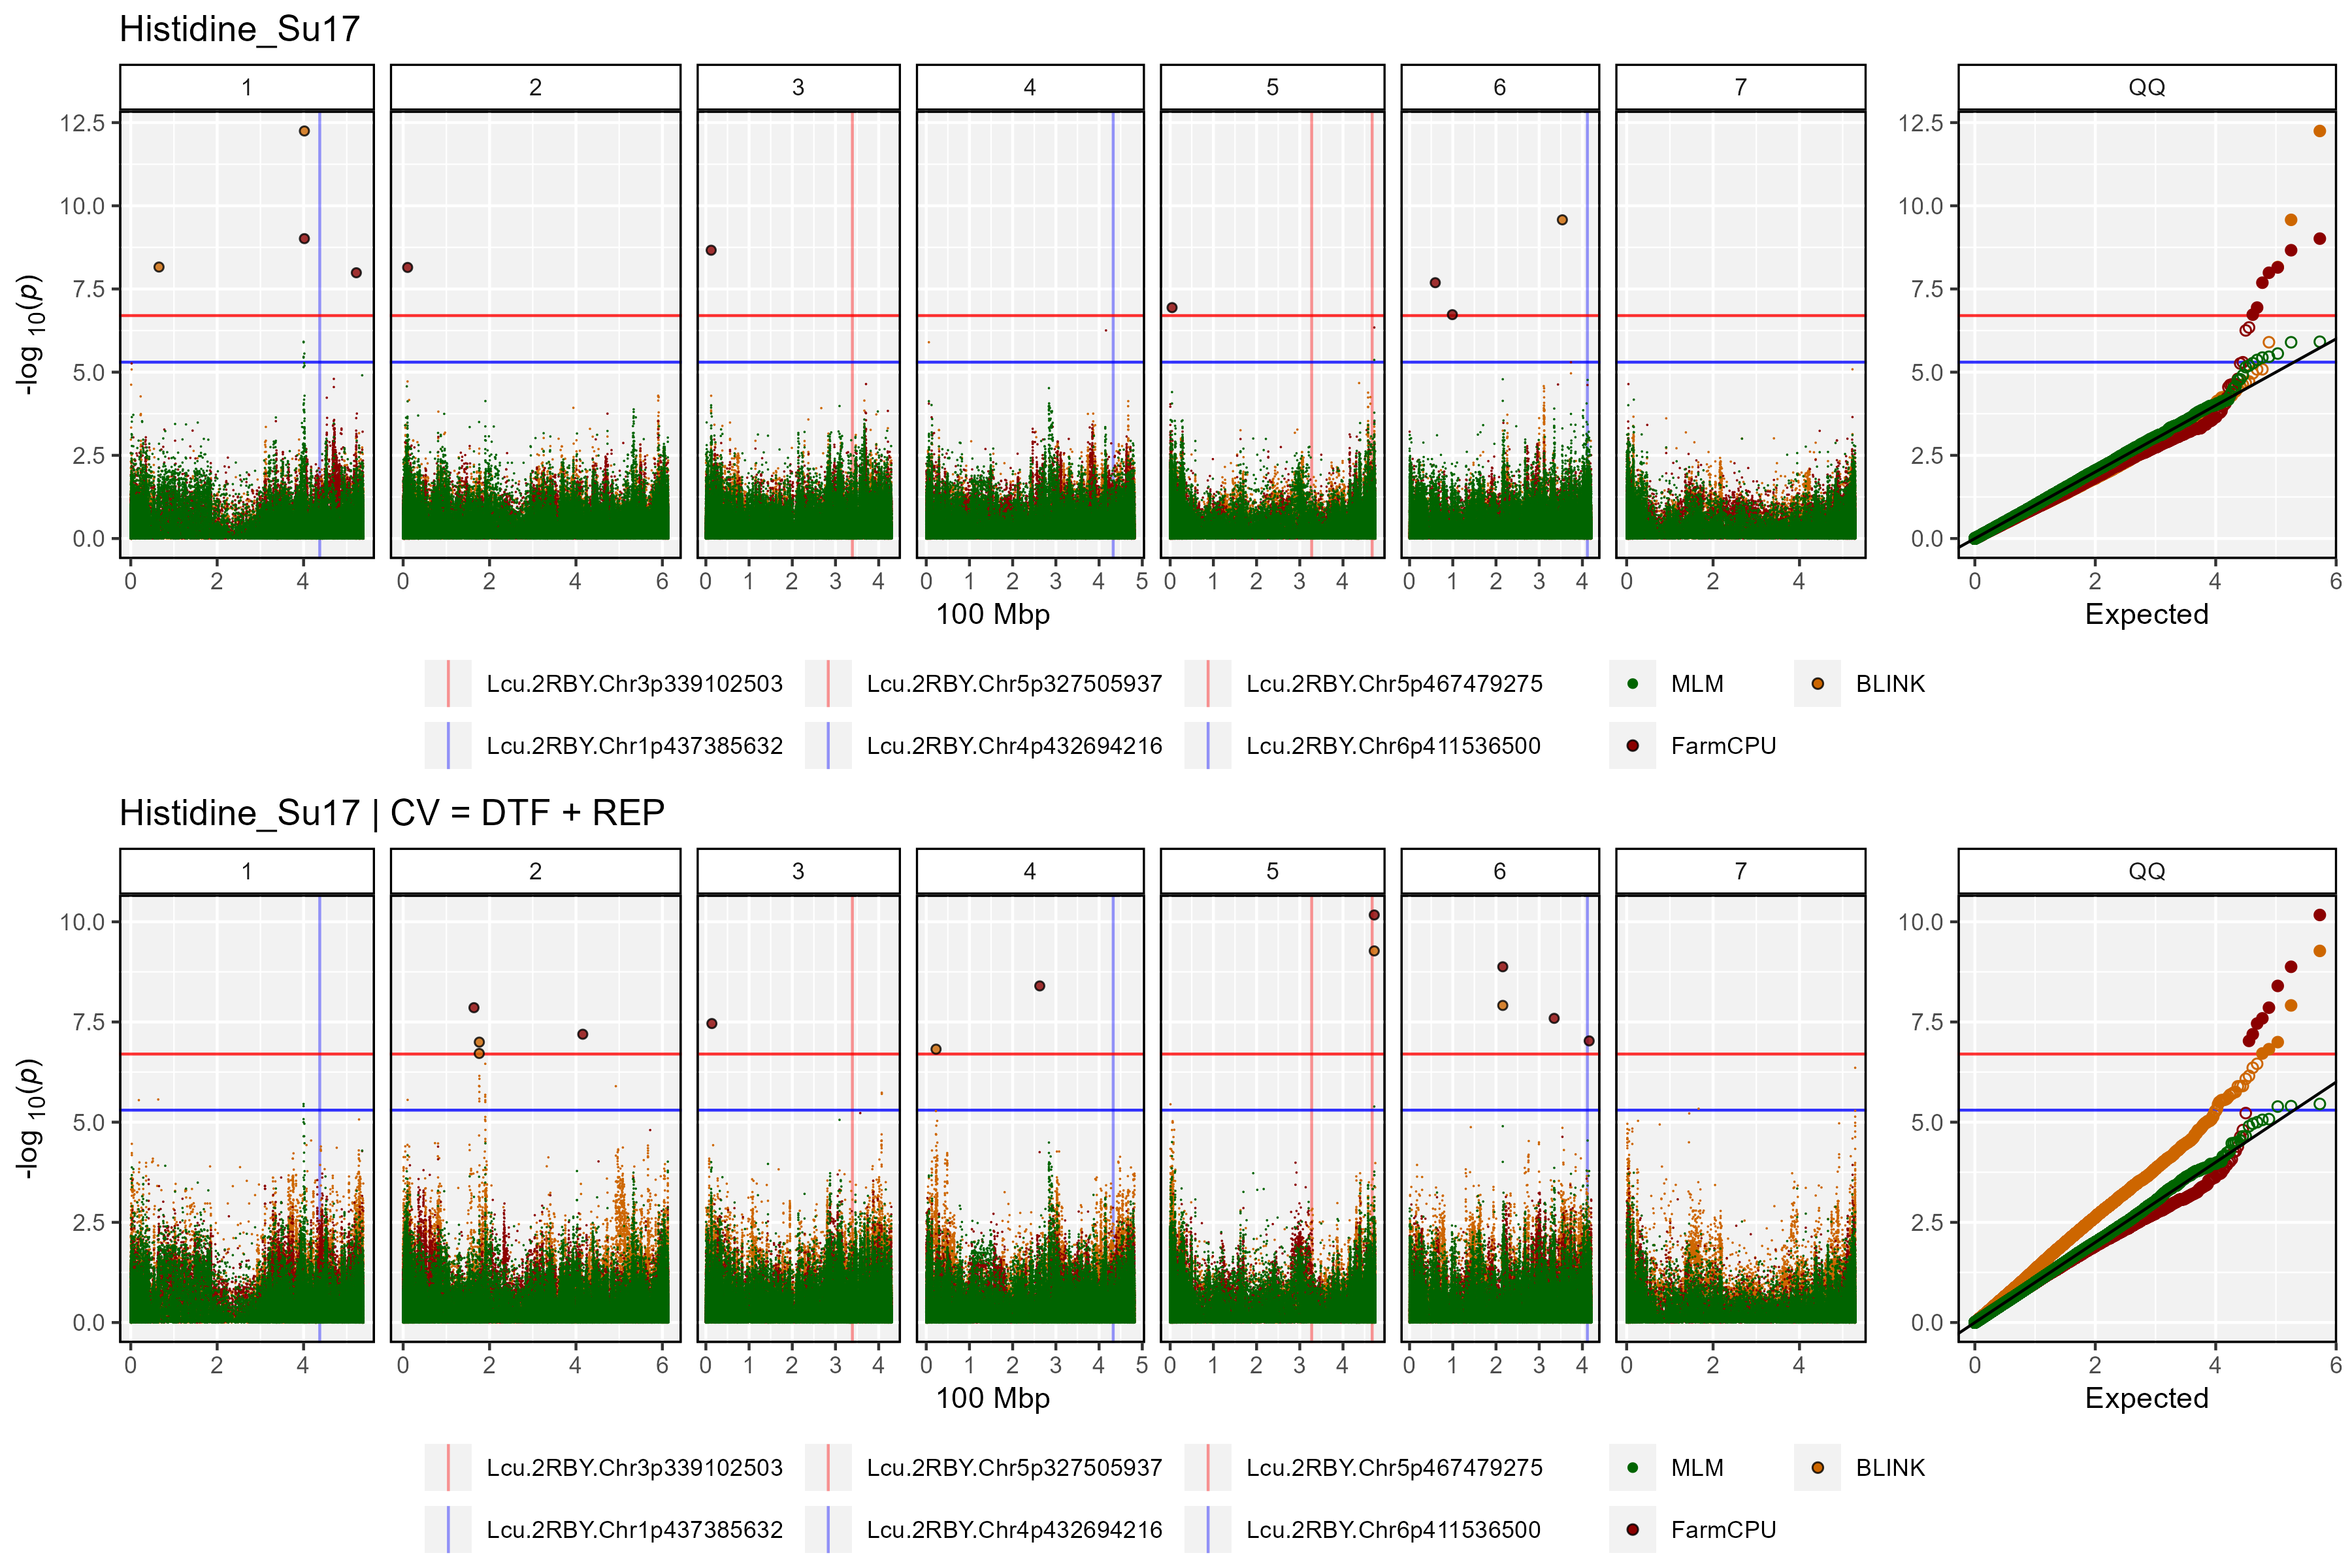 Histidine_Su17
1 2 3 4 5 6 7 QQ
12.5 12.5
10.0 10.0
7.5 7.5
5.0 5.0
2.5 2.5
0.0 0.0
-log 10(p)
0 2 4 0 2 4 6 0 1 2 3 4 0 1 2 3 4 5 0 1 2 3 4 0 1 2 3 4 0 2 4 0 2 4 6
100 Mbp Expected
Lcu.2RBY.Chr3p339102503 Lcu.2RBY.Chr5p327505937 Lcu.2RBY.Chr5p467479275 MLM BLINK
Lcu.2RBY.Chr1p437385632 Lcu.2RBY.Chr4p432694216 Lcu.2RBY.Chr6p411536500 FarmCPU
Histidine_Su17 | CV = DTF + REP
1 2 3 4 5 6 7 QQ
10.0 10.0
7.5 7.5
5.0 5.0
2.5 2.5
0.0 0.0
-log 10(p)
0 2 4 0 2 4 6 0 1 2 3 4 0 1 2 3 4 5 0 1 2 3 4 0 1 2 3 4 0 2 4 0 2 4 6
100 Mbp Expected
Lcu.2RBY.Chr3p339102503 Lcu.2RBY.Chr5p327505937 Lcu.2RBY.Chr5p467479275 MLM BLINK
Lcu.2RBY.Chr1p437385632 Lcu.2RBY.Chr4p432694216 Lcu.2RBY.Chr6p411536500 FarmCPU